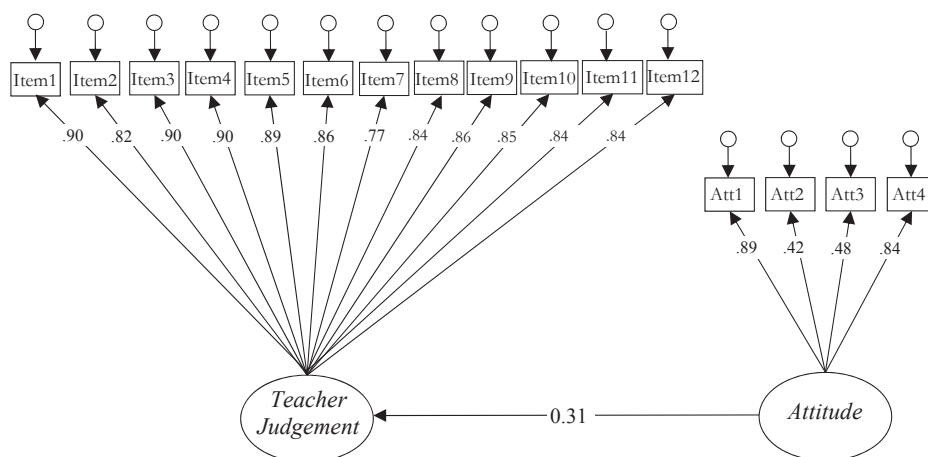 Item1 Item2 Item3 Item4 Item5 Item6 Item7 Item8 Item9 Item10 Item11 Item12
.90 .82 .90 .90 .89 .86 .77 .84 .86 .85 .84 .84
Att1 Att2 Att3 Att4
.89 .42 .48 .84
Teacher
Judgement
0.31
Attitude